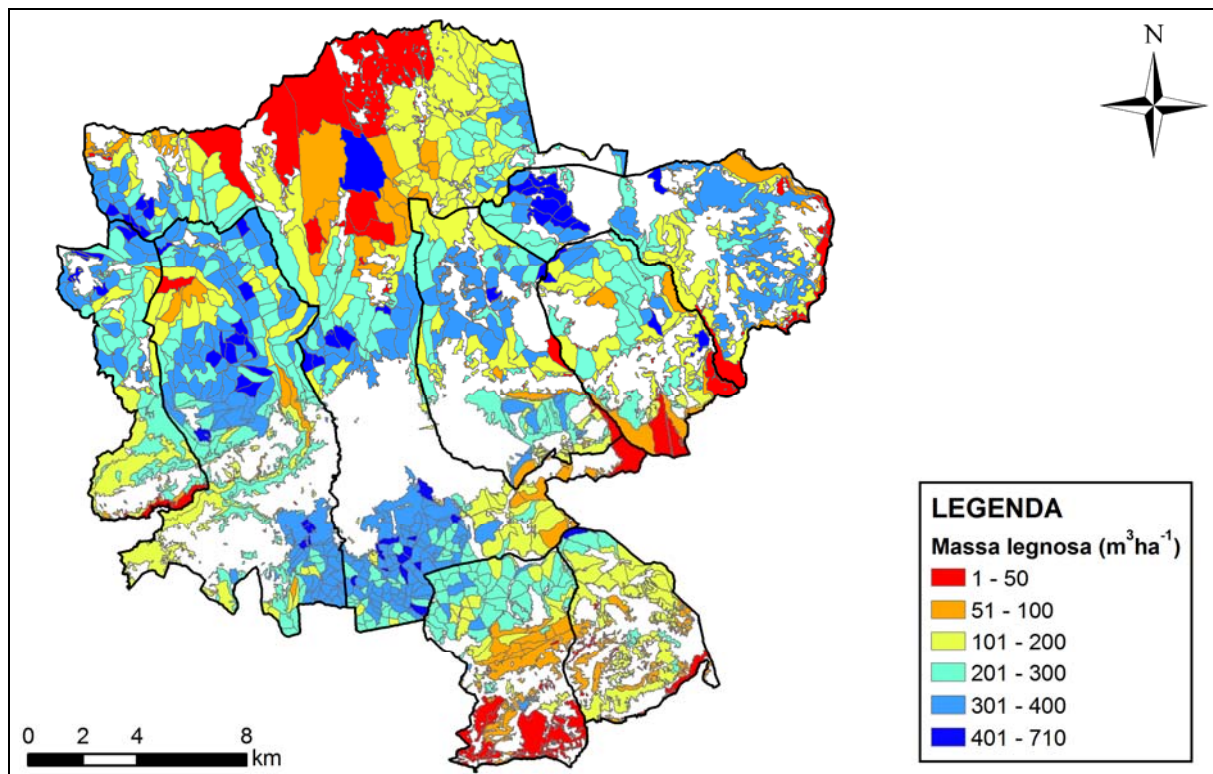 N
LEGENDA
Massa legnosa (m³ha⁻¹)
1 - 50
51 - 100
101 - 200
201 - 300
301 - 400
401 - 710
0 4 8
km